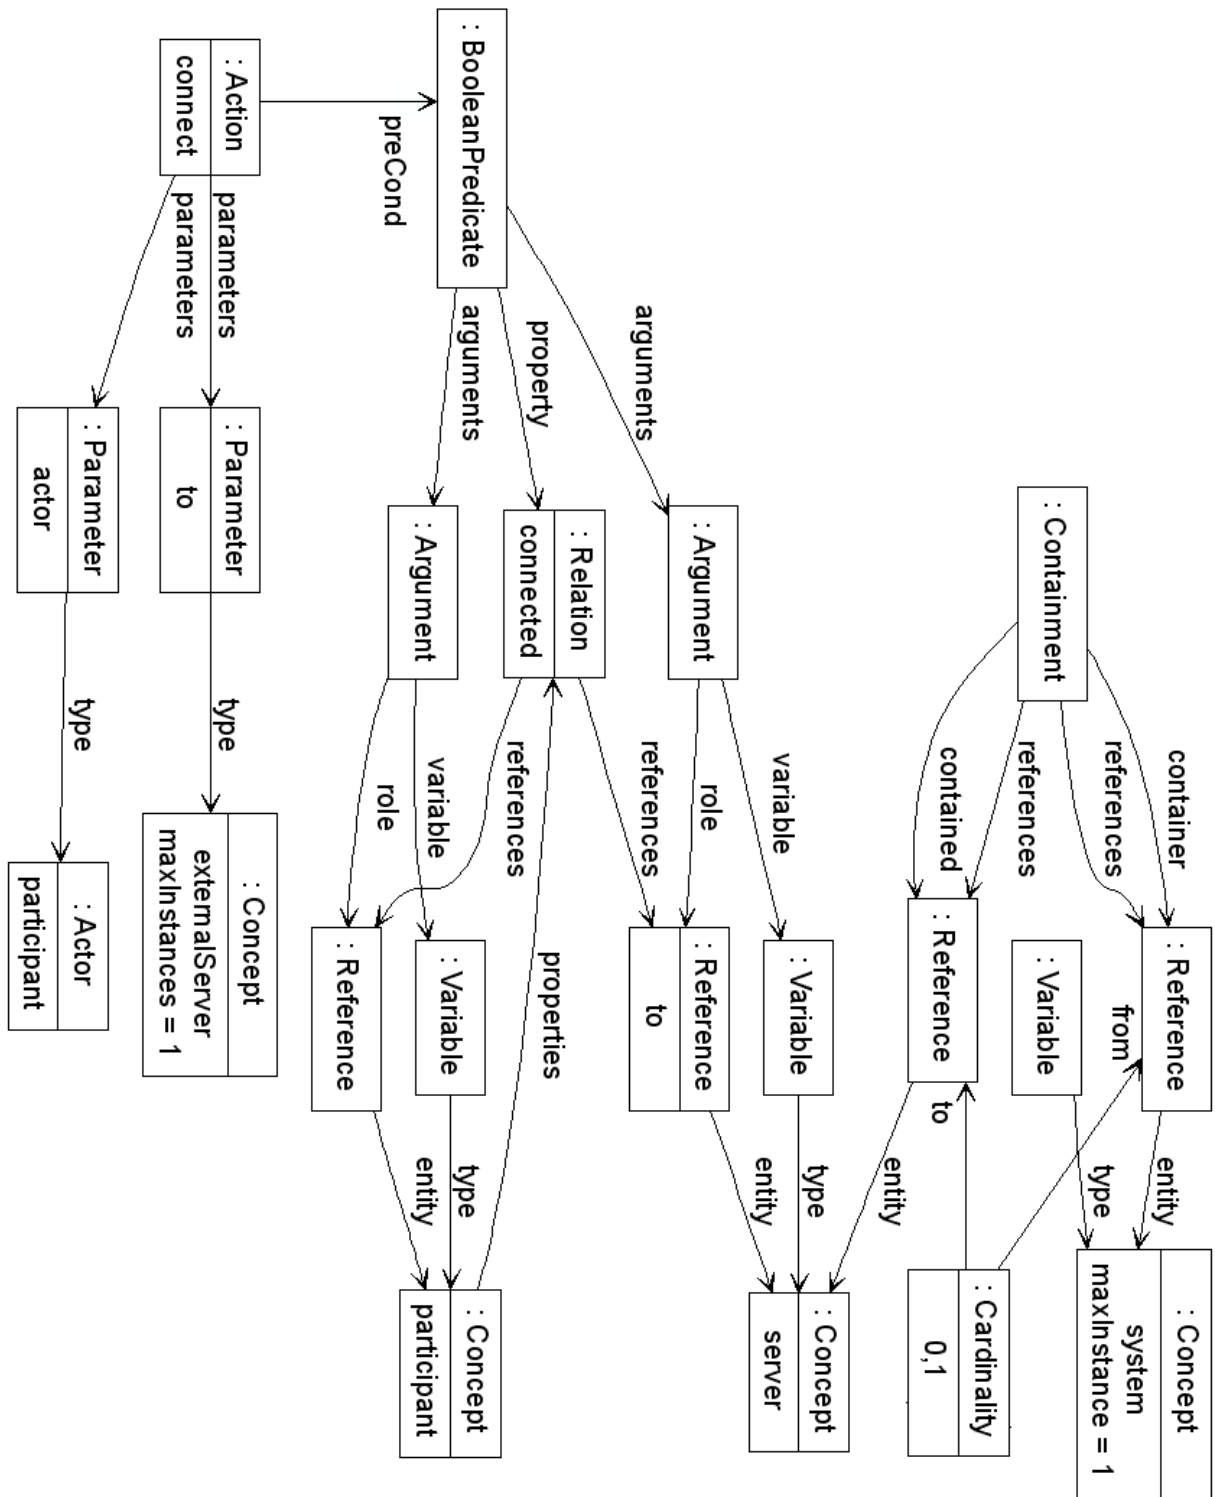 : Containment
container
references
references
contained
: Reference
: Variable
: Reference
from
to
entity
type
entity
: Concept
system
maxInstance = 1
: Cardinality
0,1
: BooleanPredicate
arguments
property
arguments
: Argument
: Relation
connected
: Argument
variable
role
references
references
variable
role
: Variable
: Reference
to
: Variable
: Reference
type
entity
properties
type
entity
: Concept
server
: Concept
participant
preCond
: Action
connect
parameters
parameters
: Parameter
to
type
: Concept
externalServer
maxInstances = 1
: Parameter
actor
type
: Actor
participant